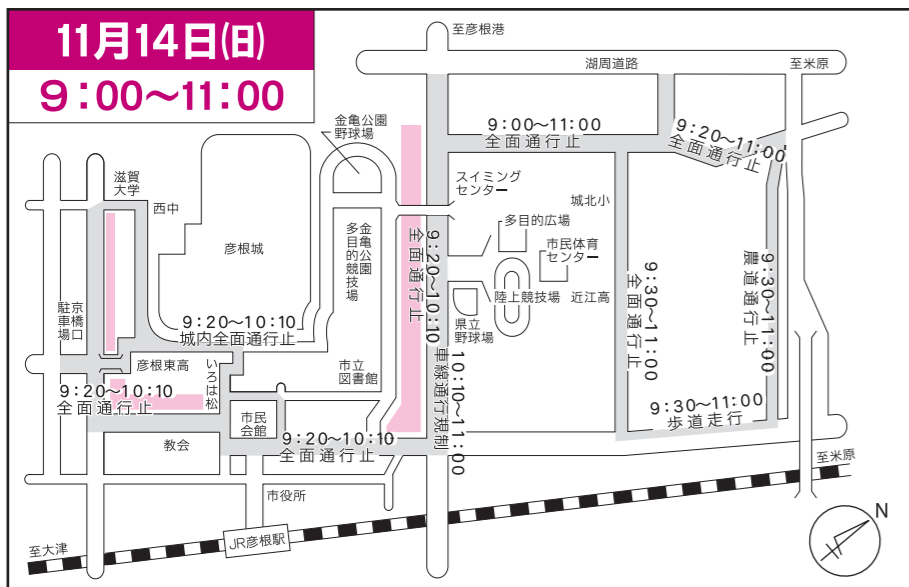 11月14日(日)
9:00〜11:00
至彦根港
湖周道路
至米原
金亀公園
野球場
9:00〜11:00
全面通行止
9:20〜11:00
全面通行止
滋賀
大学
西中
スイミング
センター
城北小
多目的広場
彦根城
金亀公園
多目的競技場
全面通行止
9:20〜10:10
市民体育
センター
陸上競技場
近江高
県立
野球場
9:30〜11:00
全面通行止
9:30〜11:00
農道通行止
京橋口
駐車場
9:20〜10:10
城内全面通行止
彦根東高
いろは松
市立
図書館
10:10〜11:00
車線通行規制
9:20〜10:10
全面通行止
9:30〜11:00
歩道走行
市民
会館
教会
9:20〜10:10
全面通行止
至米原
市役所
JR彦根駅
至大津
N